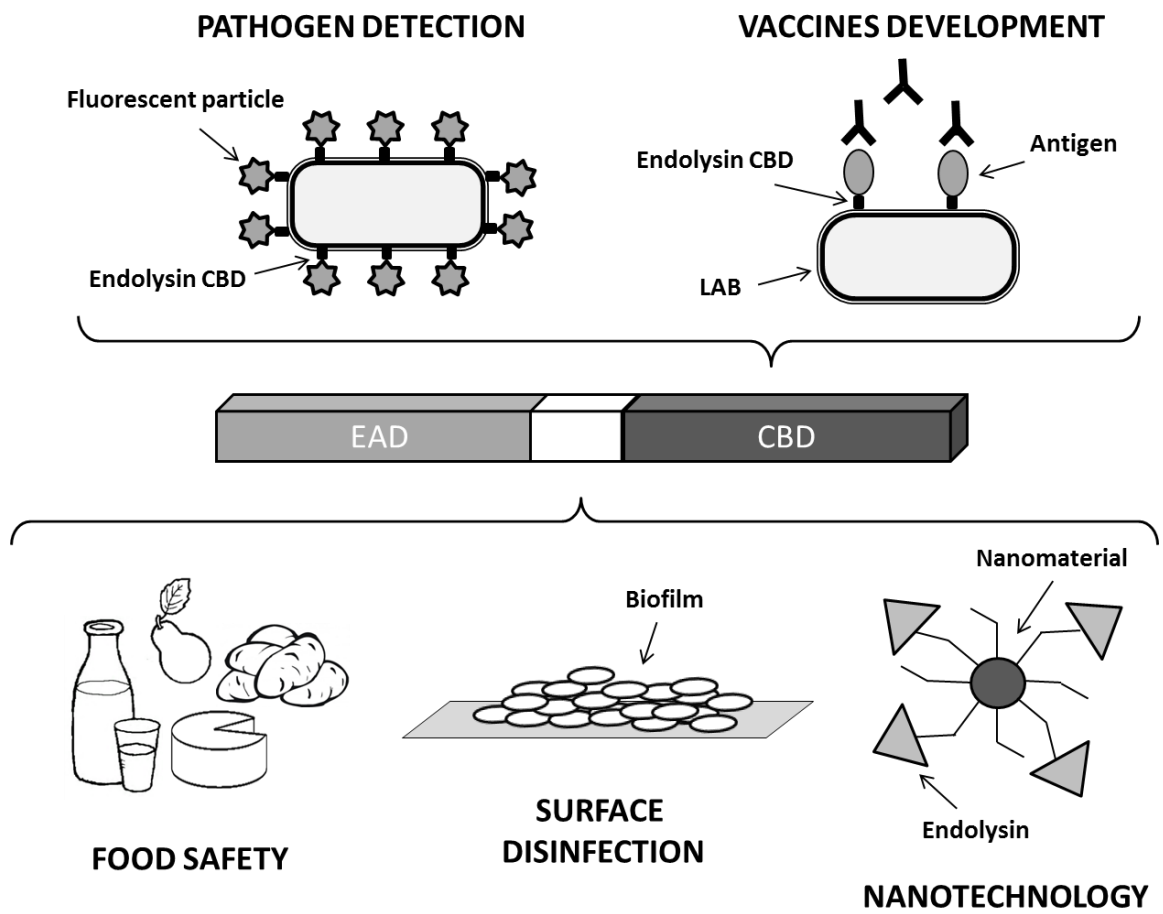 PATHOGEN DETECTION
VACCINES DEVELOPMENT
Fluorescent particle
Endolysin CBD
Endolysin CBD
Antigen
LAB
EAD
CBD
Nanomaterial
Biofilm
Endolysin
FOOD SAFETY
SURFACE
DISINFECTION
NANOTECHNOLOGY